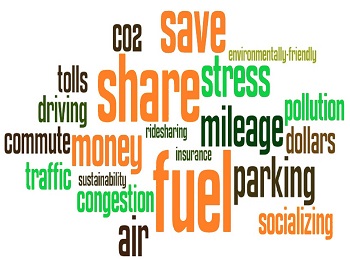 save
CO2
environmentally-friendly
tolls
share
stress
driving
pollution
ridesharing
mileage
commute
money
dollars
insurance
traffic
sustainability
fuel
parking
congestion
socializing
air